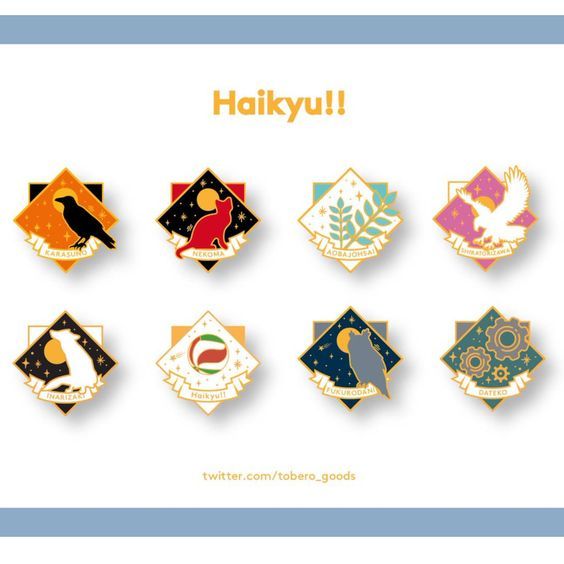 Haikyu!!
KARASUNO
NEKOMA
AOBAJOHSAI
SHIRATORIZAWA
INARIZAKI
Haikyu!!
FUKURODANI
DATEKO
twitter.com/tobero_goods